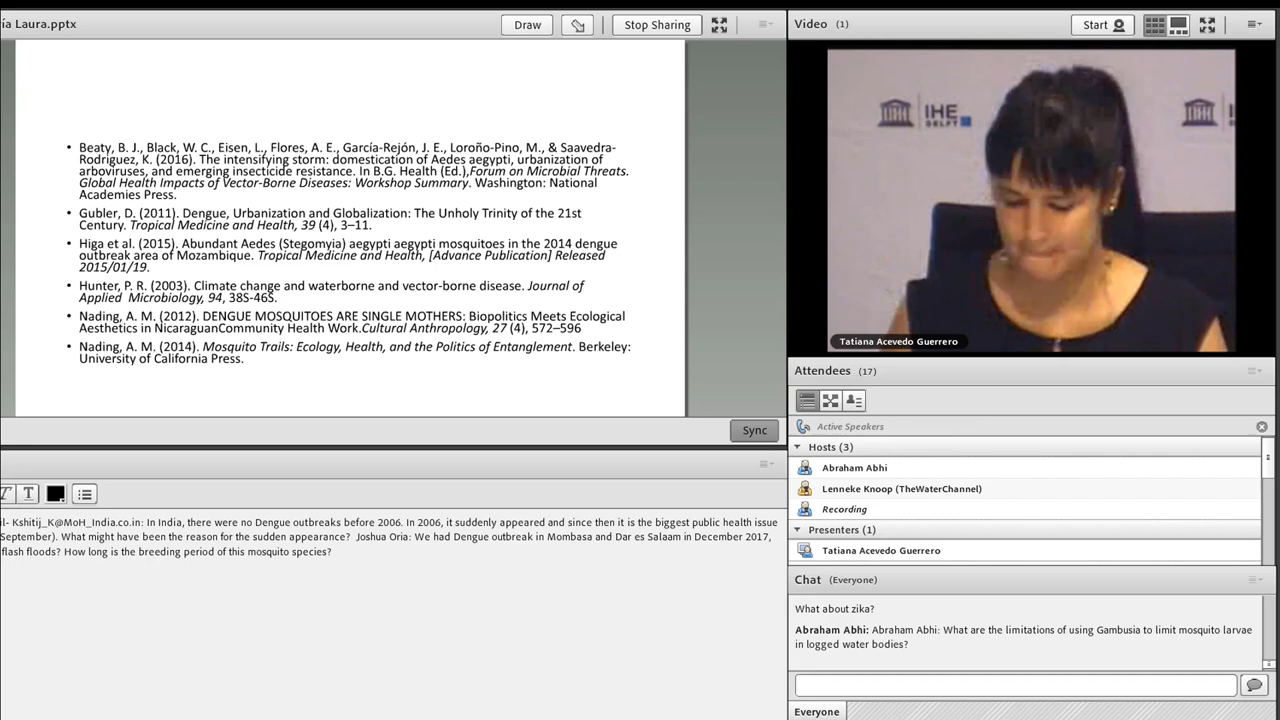 ía Laura.pptx
Draw
Stop Sharing
• Beaty, B. J., Black, W. C., Eisen, L., Flores, A. E., García-Rejón, J. E., Loroño-Pino, M., & Saavedra-
Rodriguez, K. (2016). The intensifying storm: domestication of Aedes aegypti, urbanization of
arboviruses, and emerging insecticide resistance. In B.G. Health (Ed.),Forum on Microbial Threats.
Global Health Impacts of Vector-Borne Diseases: Workshop Summary. Washington: National
Academies Press.
• Gubler, D. (2011). Dengue, Urbanization and Globalization: The Unholy Trinity of the 21st
Century. Tropical Medicine and Health, 39 (4), 3–11.
• Higa et al. (2015). Abundant Aedes (Stegomyia) aegypti aegypti mosquitoes in the 2014 dengue
outbreak area of Mozambique. Tropical Medicine and Health, [Advance Publication] Released
2015/01/19.
• Hunter, P. R. (2003). Climate change and waterborne and vector-borne disease. Journal of
Applied Microbiology, 94, 38S-46S.
• Nading, A. M. (2012). DENGUE MOSQUITOES ARE SINGLE MOTHERS: Biopolitics Meets Ecological
Aesthetics in NicaraguanCommunity Health Work.Cultural Anthropology, 27 (4), 572–596
• Nading, A. M. (2014). Mosquito Trails: Ecology, Health, and the Politics of Entanglement. Berkeley:
University of California Press.
Sync
T T
il- Kshitij_K@MoH_India.co.in: In India, there were no Dengue outbreaks before 2006. In 2006, it suddenly appeared and since then it is the biggest public health issue
September). What might have been the reason for the sudden appearance? Joshua Oria: We had Dengue outbreak in Mombasa and Dar es Salaam in December 2017,
flash floods? How long is the breeding period of this mosquito species?
Video (1)
Start
IHE
DELFT
IHE
Tatiana Acevedo Guerrero
Attendees (17)
Active Speakers
Hosts (3)
Abraham Abhi
Lenneke Knoop (TheWaterChannel)
Recording
Presenters (1)
Tatiana Acevedo Guerrero
Chat (Everyone)
What about zika?
Abraham Abhi: Abraham Abhi: What are the limitations of using Gambusia to limit mosquito larvae
in logged water bodies?
Everyone